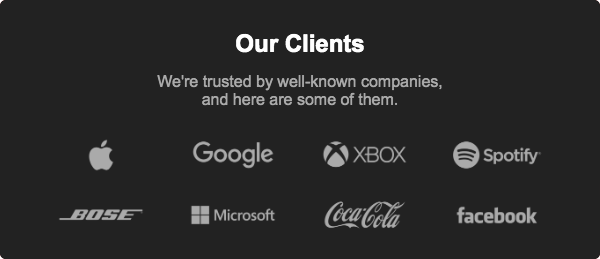 Our Clients
We're trusted by well-known companies,
and here are some of them.
Google XBOX Spotify
BOSE Microsoft Coca-Cola facebook